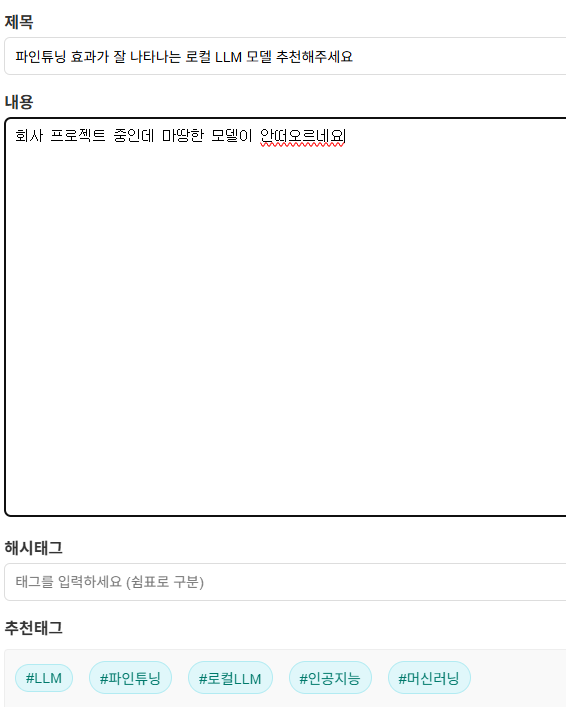 제목
파인튜닝 효과가 잘 나타나는 로컬 LLM 모델 추천해주세요
내용
회사 프로젝트 중인데 마땅한 모델이 안떠오르네요
해시태그
태그를 입력하세요 (쉼표로 구분)
추천태그
#LLM #파인튜닝 #로컬LLM #인공지능 #머신러닝